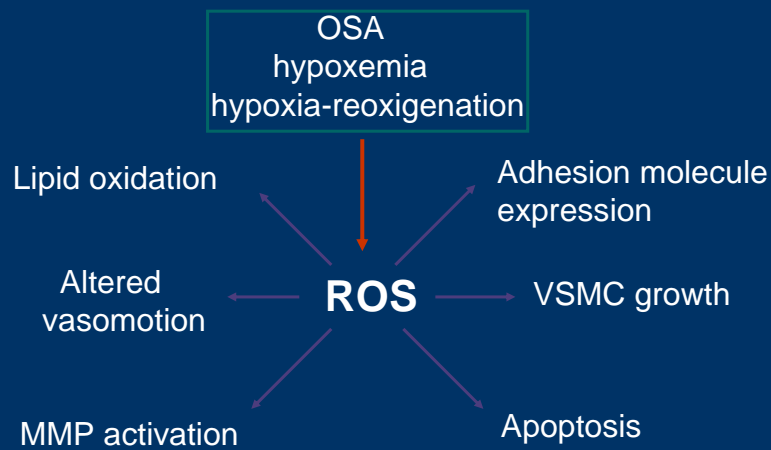 OSA
hypoxemia
hypoxia-reoxigenation
Lipid oxidation
Adhesion molecule
expression
Altered
vasomotion
ROS
VSMC growth
MMP activation
Apoptosis